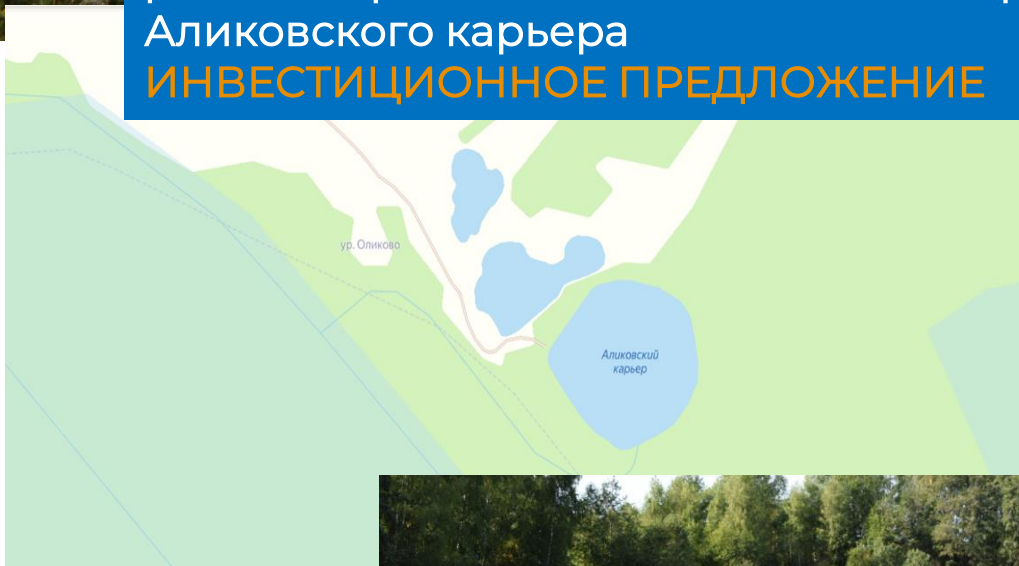 Аликовского карьера
ИНВЕСТИЦИОННОЕ ПРЕДЛОЖЕНИЕ
ур. Оликово
Аликовский
карьер